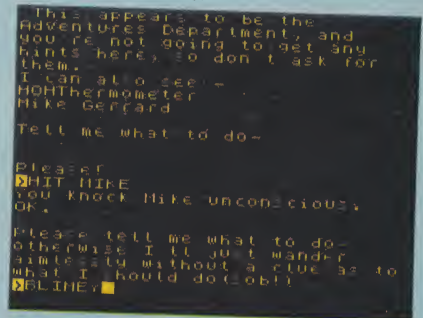 This appears to be the
Adventures Department, and
you are not going to get any
hints here, so don't ask for
them.
I can also see -
HOHThermometer
Mike Gerrard
Tell me what to do-
Please!
>HIT MIKE
You knock Mike unconscious.
OK.
Please tell me what to do-
otherwise I'll just wander
aimlessly without a clue as to
what I should do(sob!)
>BLIMEY